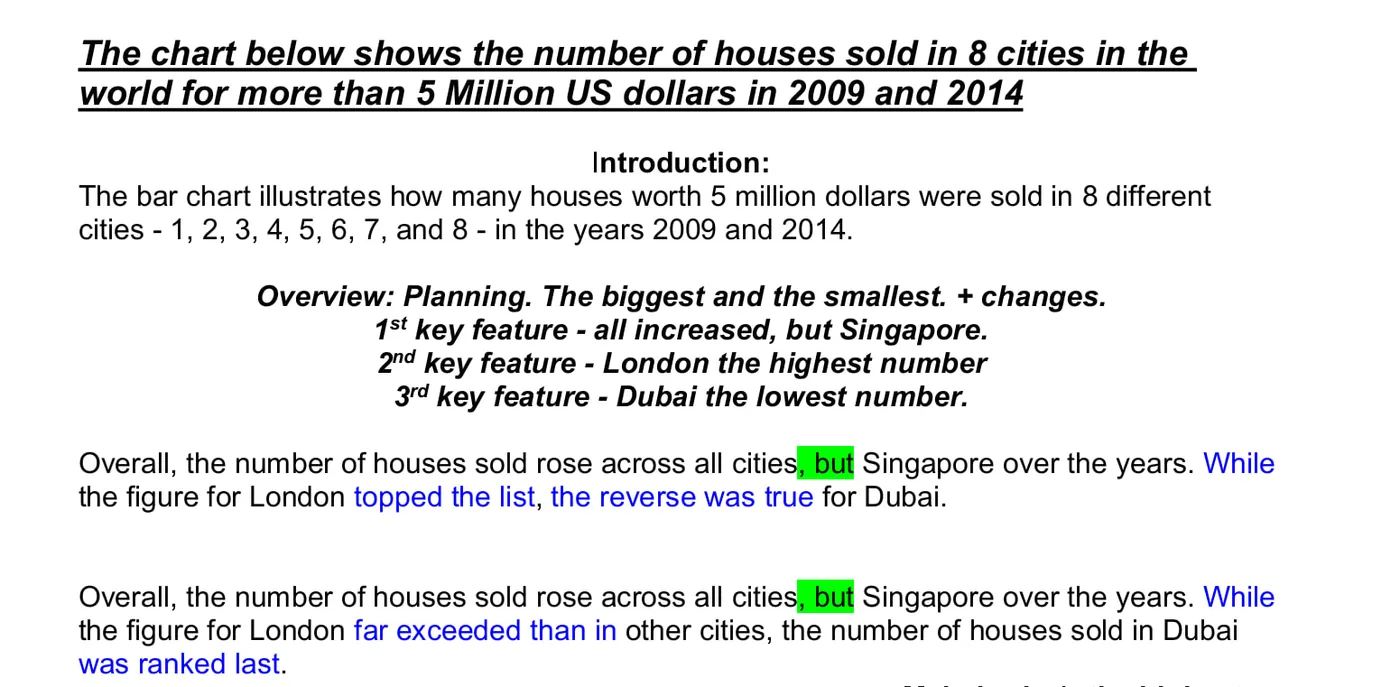 The chart below shows the number of houses sold in 8 cities in the
world for more than 5 Million US dollars in 2009 and 2014
Introduction:
The bar chart illustrates how many houses worth 5 million dollars were sold in 8 different
cities - 1, 2, 3, 4, 5, 6, 7, and 8 - in the years 2009 and 2014.
Overview: Planning. The biggest and the smallest. + changes.
1st key feature - all increased, but Singapore.
2nd key feature - London the highest number
3rd key feature - Dubai the lowest number.
Overall, the number of houses sold rose across all cities, but Singapore over the years. While
the figure for London topped the list, the reverse was true for Dubai.
Overall, the number of houses sold rose across all cities, but Singapore over the years. While
the figure for London far exceeded than in other cities, the number of houses sold in Dubai
was ranked last.